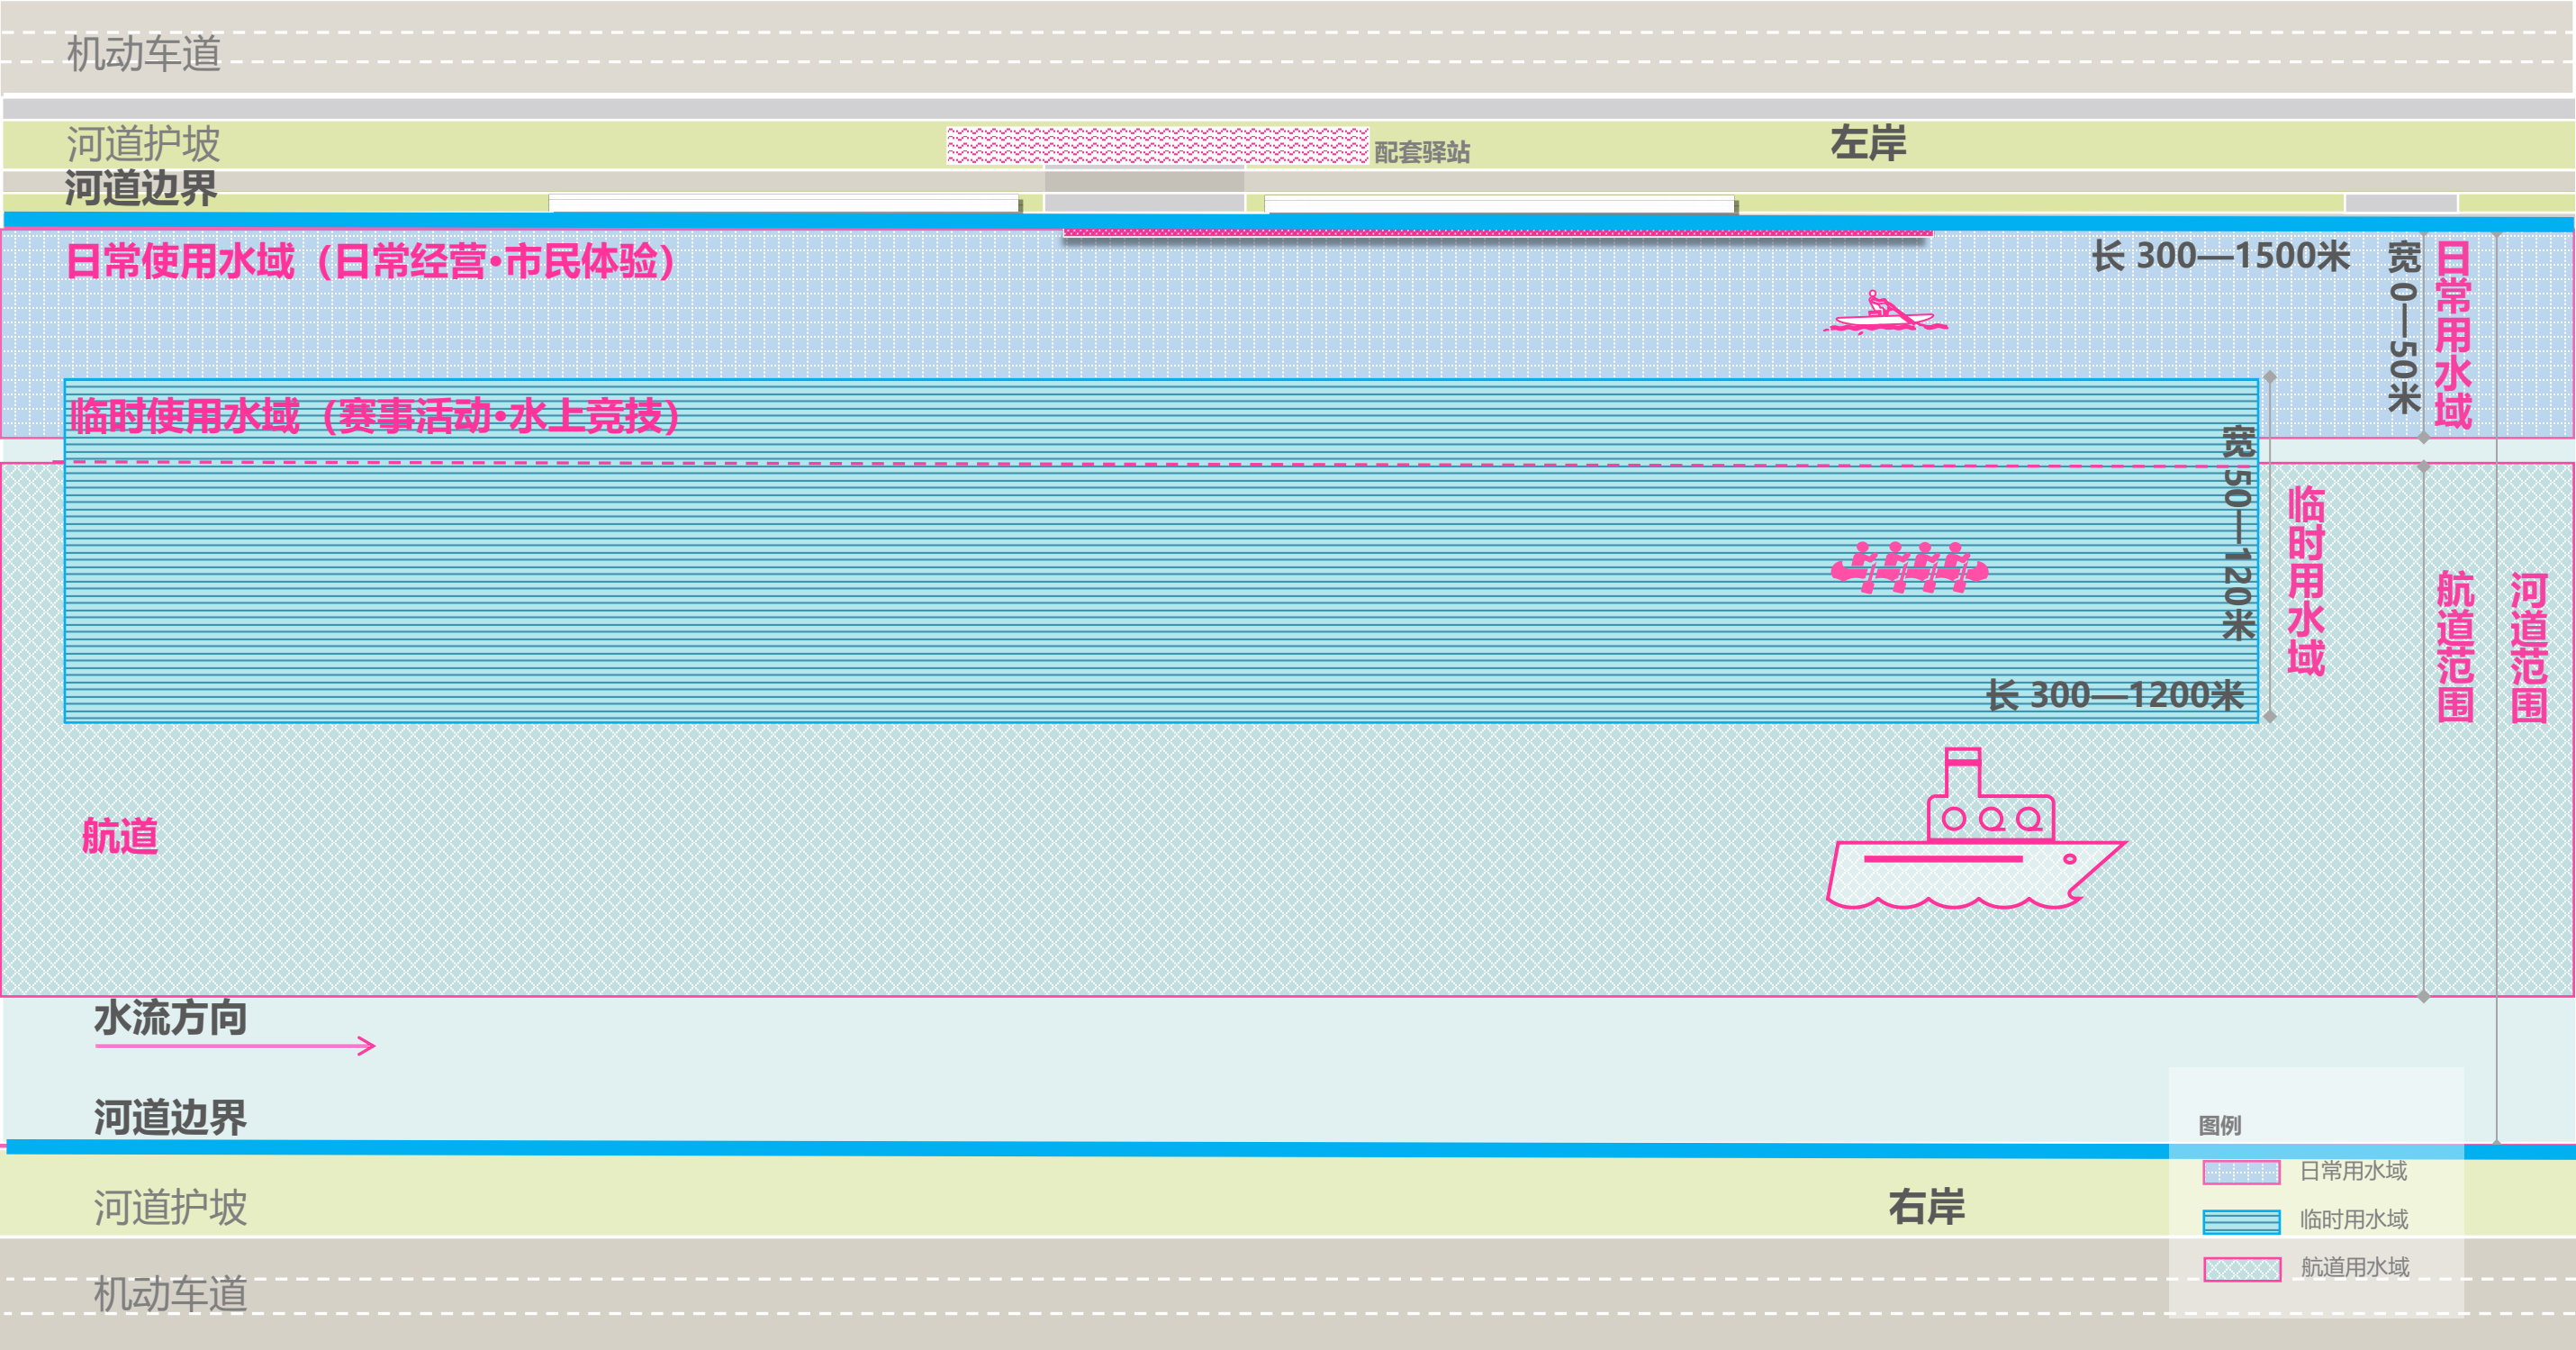 机动车道
河道护坡
配套驿站
左岸
河道边界
日常使用水域（日常经营·市民体验）
长 300—1500米
宽 0—50米
日常用水域
临时使用水域（赛事活动·水上竞技）
宽 50—120米
临时用水域
航道范围
河道范围
长 300—1200米
航道
水流方向
河道边界
河道护坡
右岸
机动车道
图例
日常用水域
临时用水域
航道用水域